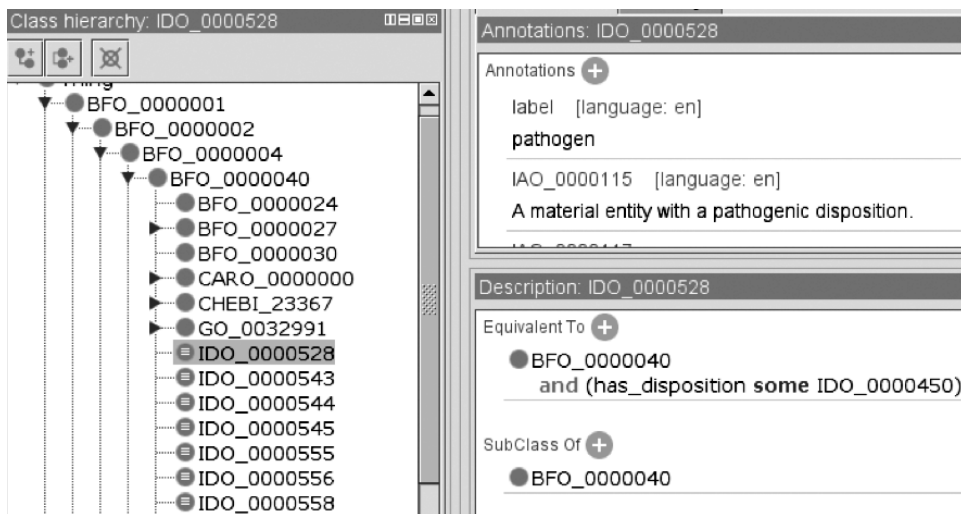 Class hierarchy: IDO_0000528
BFO_0000001
BFO_0000002
BFO_0000004
BFO_0000040
BFO_0000024
BFO_0000027
BFO_0000030
CARO_0000000
CHEBI_23367
GO_0032991
IDO_0000528
IDO_0000543
IDO_0000544
IDO_0000545
IDO_0000555
IDO_0000556
IDO_0000558
Annotations: IDO_0000528
Annotations
label [language: en]
pathogen
IAO_0000115 [language: en]
A material entity with a pathogenic disposition.
Description: IDO_0000528
Equivalent To
BFO_0000040
and (has_disposition some IDO_0000450)
SubClass Of
BFO_0000040